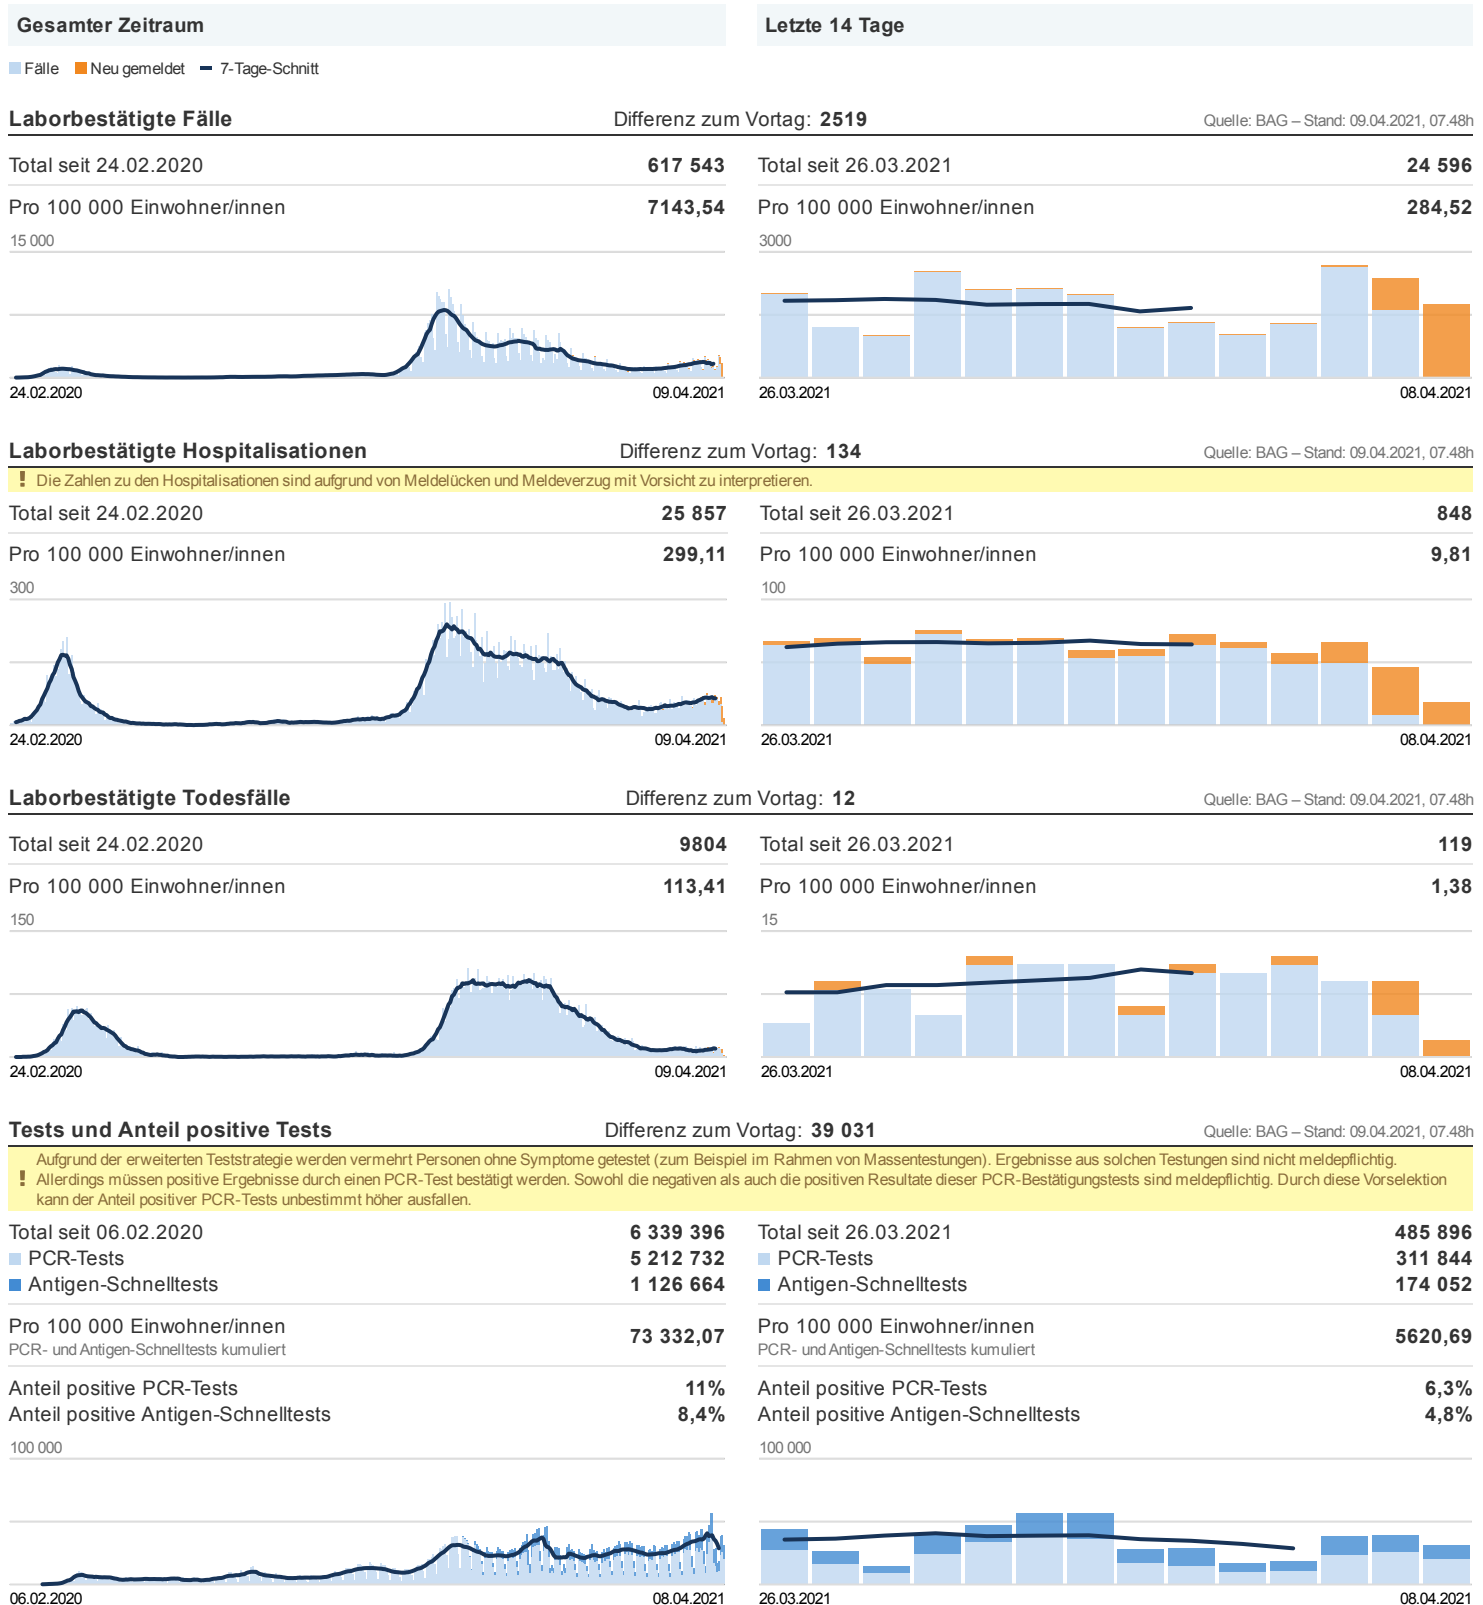 Gesamter Zeitraum
Letzte 14 Tage
Fälle Neu gemeldet 7-Tage-Schnitt
Laborbestätigte Fälle Differenz zum Vortag: 2519 Quelle: BAG – Stand: 09.04.2021, 07.48h
Total seit 24.02.2020 617 543
Pro 100 000 Einwohner/innen 7143,54
15 000
24.02.2020 09.04.2021
Total seit 26.03.2021 24 596
Pro 100 000 Einwohner/innen 284,52
3000
26.03.2021 08.04.2021
Laborbestätigte Hospitalisationen Differenz zum Vortag: 134 Quelle: BAG – Stand: 09.04.2021, 07.48h
! Die Zahlen zu den Hospitalisationen sind aufgrund von Meldelücken und Meldeverzug mit Vorsicht zu interpretieren.
Total seit 24.02.2020 25 857
Pro 100 000 Einwohner/innen 299,11
300
24.02.2020 09.04.2021
Total seit 26.03.2021 848
Pro 100 000 Einwohner/innen 9,81
100
26.03.2021 08.04.2021
Laborbestätigte Todesfälle Differenz zum Vortag: 12 Quelle: BAG – Stand: 09.04.2021, 07.48h
Total seit 24.02.2020 9804
Pro 100 000 Einwohner/innen 113,41
150
24.02.2020 09.04.2021
Total seit 26.03.2021 119
Pro 100 000 Einwohner/innen 1,38
15
26.03.2021 08.04.2021
Tests und Anteil positive Tests Differenz zum Vortag: 39 031 Quelle: BAG – Stand: 09.04.2021, 07.48h
Aufgrund der erweiterten Teststrategie werden vermehrt Personen ohne Symptome getestet (zum Beispiel im Rahmen von Massentestungen). Ergebnisse aus solchen Testungen sind nicht meldepflichtig.
! Allerdings müssen positive Ergebnisse durch einen PCR-Test bestätigt werden. Sowohl die negativen als auch die positiven Resultate dieser PCR-Bestätigungstests sind meldepflichtig. Durch diese Vorselektion
kann der Anteil positiver PCR-Tests unbestimmt höher ausfallen.
Total seit 06.02.2020 6 339 396
PCR-Tests 5 212 732
Antigen-Schnelltests 1 126 664
Pro 100 000 Einwohner/innen 73 332,07
PCR- und Antigen-Schnelltests kumuliert
Anteil positive PCR-Tests 11%
Anteil positive Antigen-Schnelltests 8,4%
100 000
06.02.2020 08.04.2021
Total seit 26.03.2021 485 896
PCR-Tests 311 844
Antigen-Schnelltests 174 052
Pro 100 000 Einwohner/innen 5620,69
PCR- und Antigen-Schnelltests kumuliert
Anteil positive PCR-Tests 6,3%
Anteil positive Antigen-Schnelltests 4,8%
100 000
26.03.2021 08.04.2021